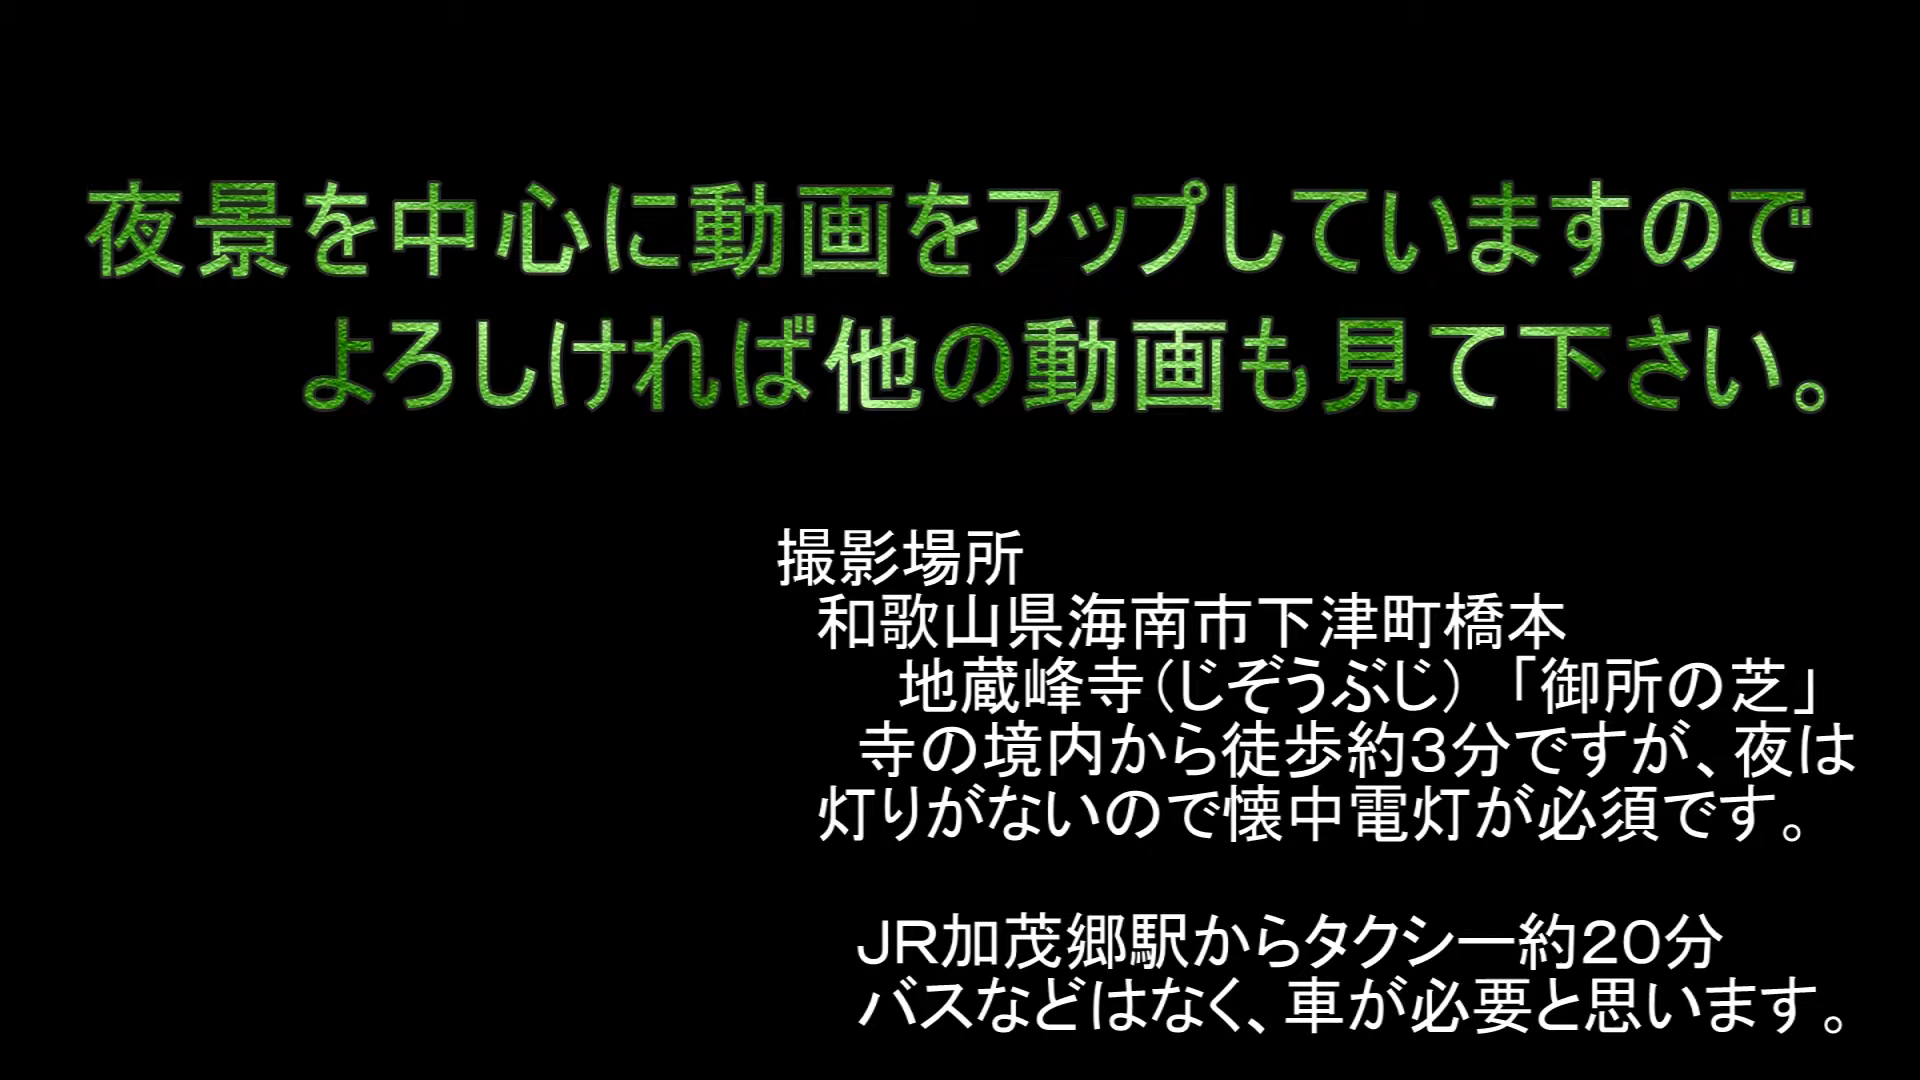 夜景を中心に動画をアップしていますので
よろしければ他の動画も見て下さい。
撮影場所
和歌山県海南市下津町橋本
地蔵峰寺(じぞうぶじ) 「御所の芝」
寺の境内から徒歩約3分ですが、夜は
灯りがないので懐中電灯が必須です。
JR加茂郷駅からタクシー約20分
バスなどはなく、車が必要と思います。